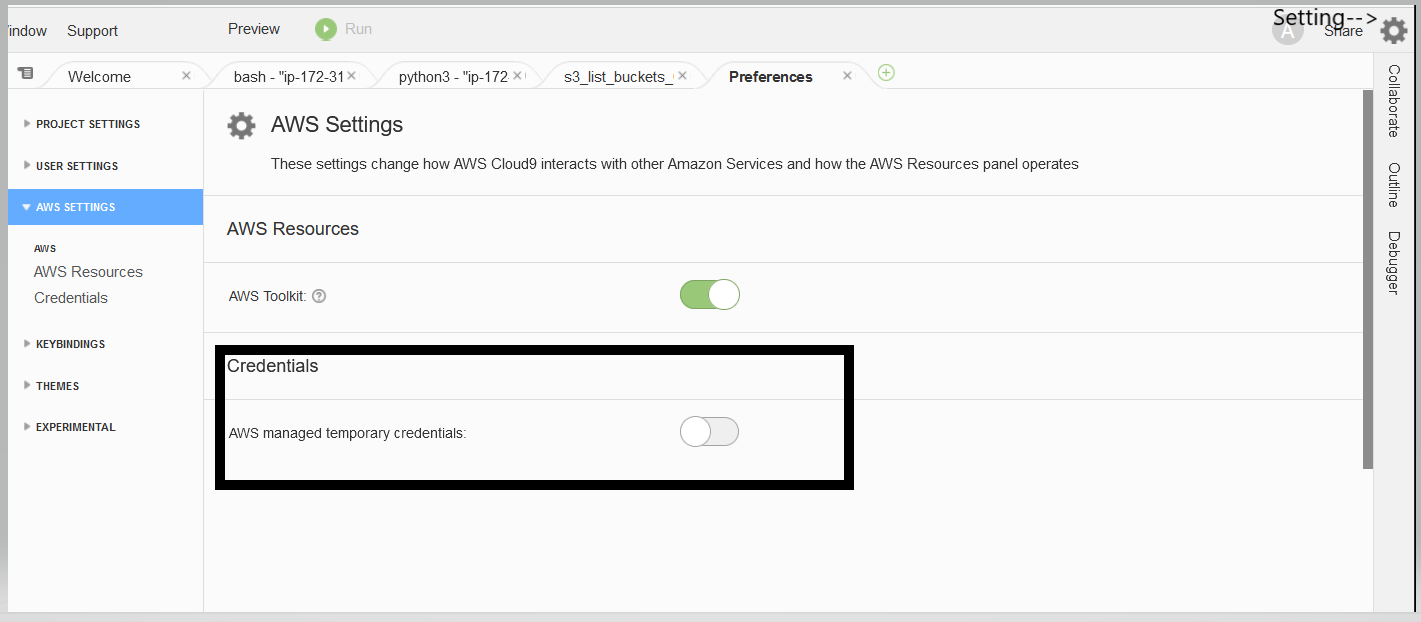 Setting-->
indow Support Preview Run A Share
Welcome bash - "ip-172-31 python3 - "ip-172- s3_list_buckets_ Preferences
PROJECT SETTINGS
USER SETTINGS
AWS SETTINGS
AWS
AWS Resources
Credentials
KEYBINDINGS
THEMES
EXPERIMENTAL
AWS Settings
These settings change how AWS Cloud9 interacts with other Amazon Services and how the AWS Resources panel operates
AWS Resources
AWS Toolkit: ?
Credentials
AWS managed temporary credentials:
Collaborate
Outline
Debugger